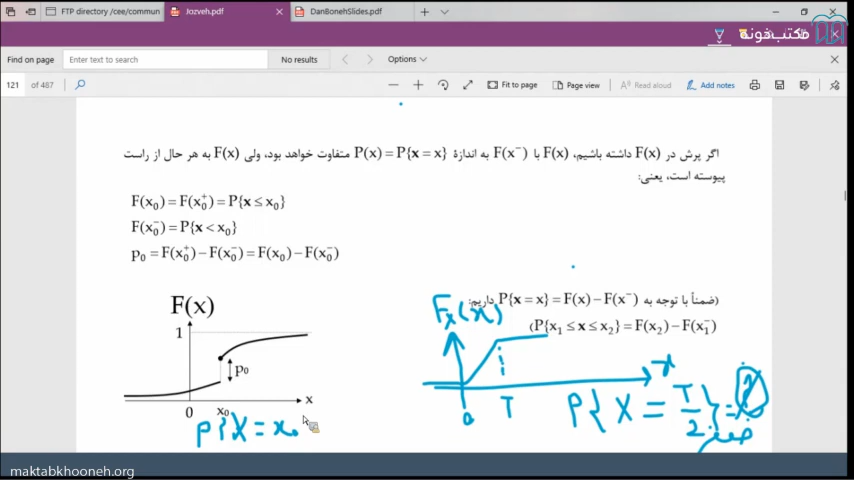 FTP directory /cee/commun
Jozveh.pdf
DanBonehSlides.pdf
مکتب‌خونه
Find on page
Enter text to search
No results
Options
121 of 487
Fit to page
Page view
Read aloud
Add notes
اگر پرش در F(x) داشته باشیم، F(x) با F(x⁻) به اندازهٔ P(x) = P{x = x} متفاوت خواهد بود، ولی F(x) به هر حال از راست
پیوسته است، یعنی:
F(x₀) = F(x₀⁺) = P{x ≤ x₀}
F(x₀⁻) = P{x < x₀}
p₀ = F(x₀⁺) − F(x₀⁻) = F(x₀) − F(x₀⁻)
(ضمناً با توجه به P{x = x} = F(x) − F(x⁻) داریم:
P{x₁ ≤ x ≤ x₂} = F(x₂) − F(x₁⁻))
F(x)
1
p₀
x
0
x₀
P{X = x₀
Fₓ(x)
x
0
T
P{X = T/2} =
صفر
maktabkhooneh.org